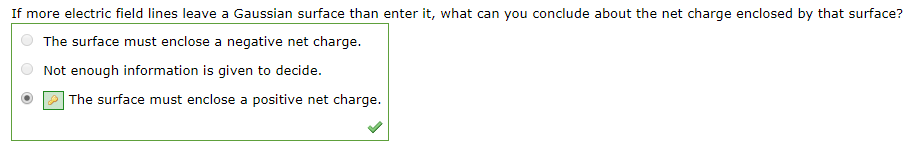 If more electric field lines leave a Gaussian surface than enter it, what can you conclude about the net charge enclosed by that surface?
The surface must enclose a negative net charge.
Not enough information is given to decide.
The surface must enclose a positive net charge.